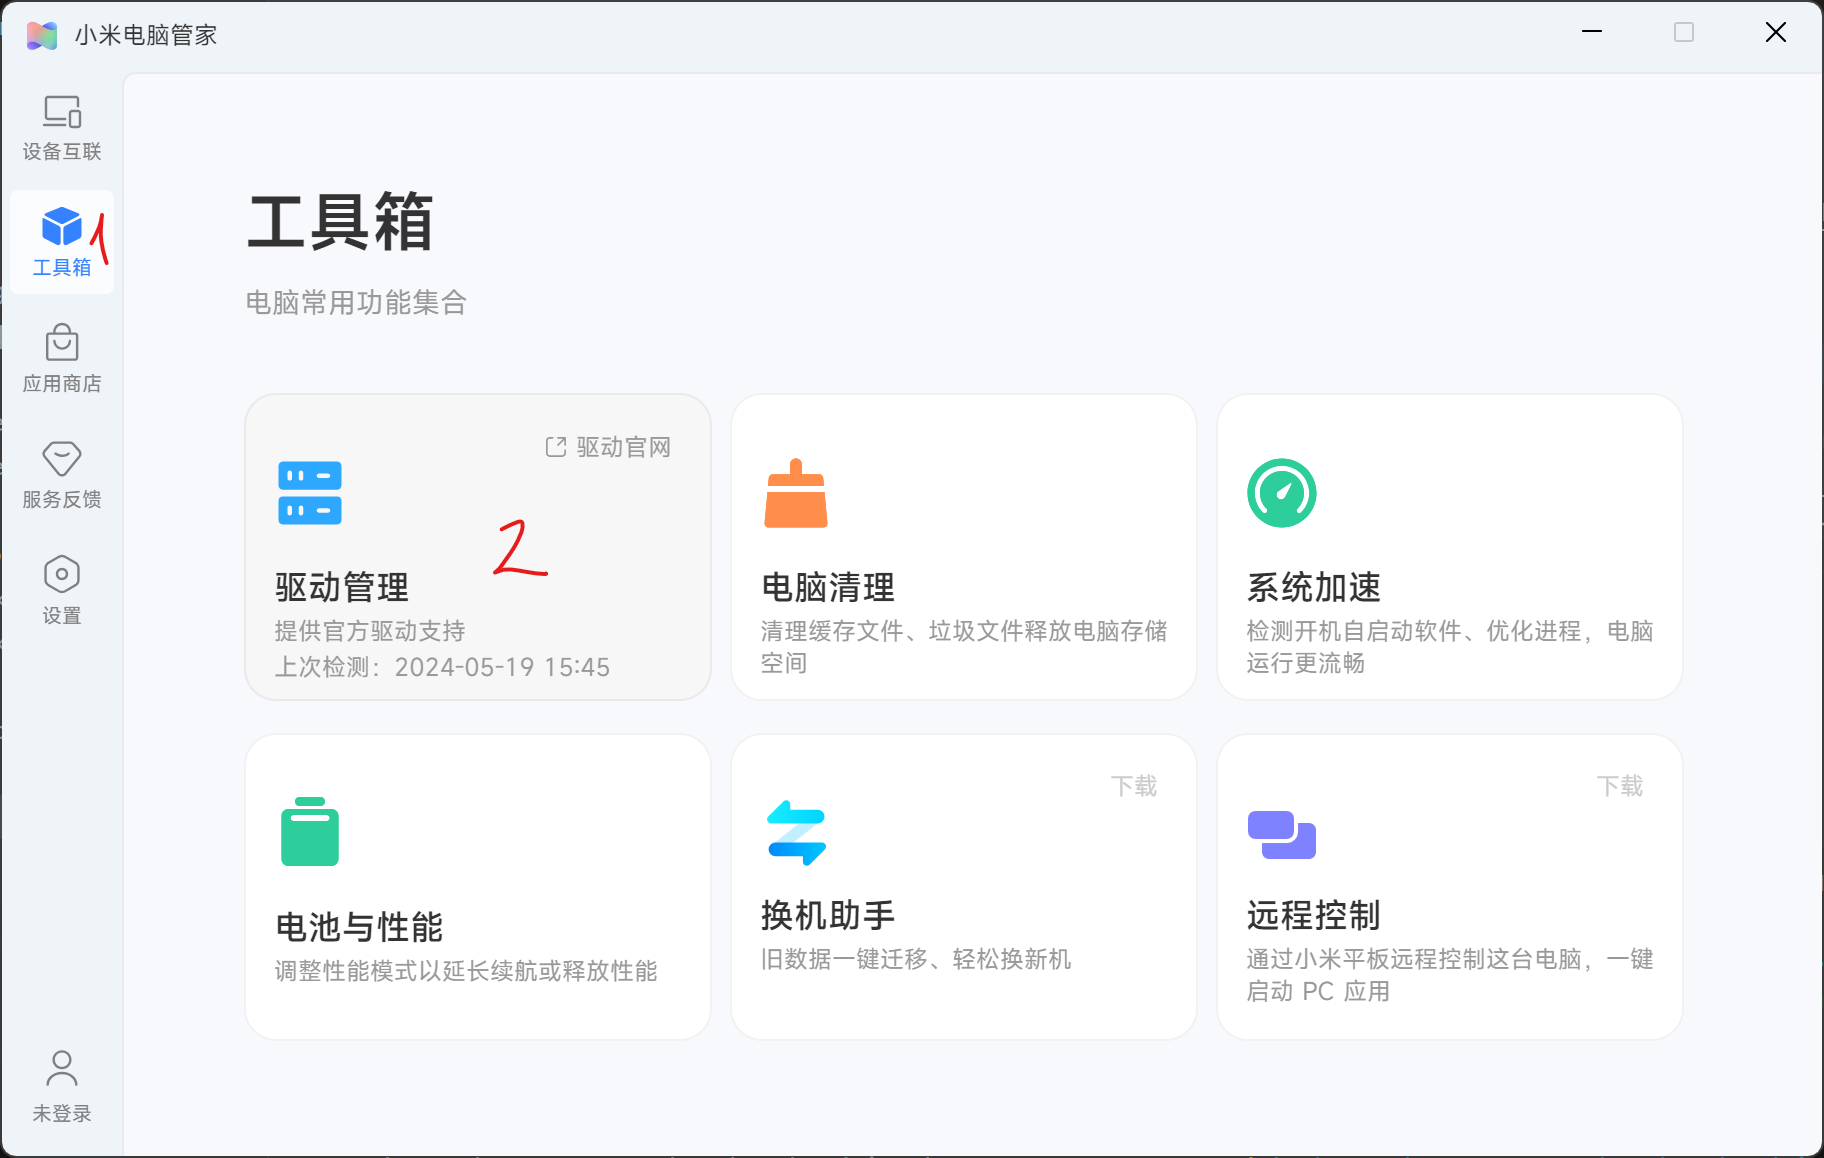 小米电脑管家
设备互联
工具箱
1
应用商店
服务反馈
设置
未登录
工具箱
电脑常用功能集合
驱动官网
2
驱动管理
提供官方驱动支持
上次检测：2024-05-19 15:45
电脑清理
清理缓存文件、垃圾文件释放电脑存储
空间
系统加速
检测开机自启动软件、优化进程，电脑
运行更流畅
电池与性能
调整性能模式以延长续航或释放性能
下载
换机助手
旧数据一键迁移、轻松换新机
下载
远程控制
通过小米平板远程控制这台电脑，一键
启动 PC 应用